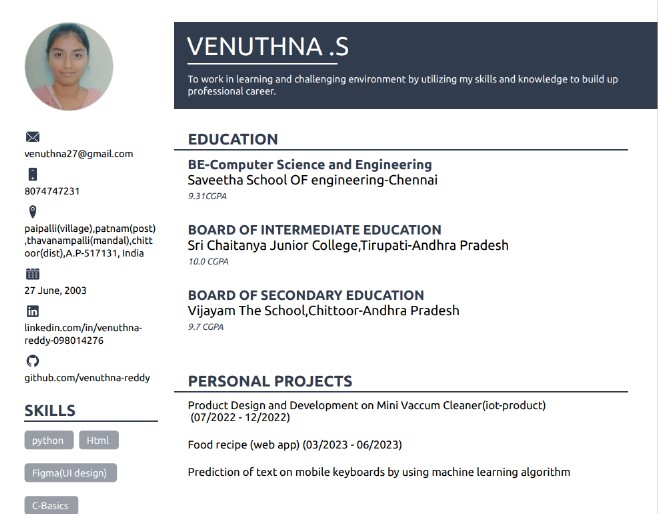 VENUTHNA .S
To work in learning and challenging environment by utilizing my skills and knowledge to build up
professional career.
venuthna27@gmail.com
8074747231
paipalli(village),patnam(post)
,thavanampalli(mandal),chitt
oor(dist),A.P-517131, India
27 June, 2003
linkedin.com/in/venuthna-
reddy-098014276
github.com/venuthna-reddy
SKILLS
python
Html
Figma(UI design)
C-Basics
EDUCATION
BE-Computer Science and Engineering
Saveetha School OF engineering-Chennai
9.31CGPA
BOARD OF INTERMEDIATE EDUCATION
Sri Chaitanya Junior College,Tirupati-Andhra Pradesh
10.0 CGPA
BOARD OF SECONDARY EDUCATION
Vijayam The School,Chittoor-Andhra Pradesh
9.7 CGPA
PERSONAL PROJECTS
Product Design and Development on Mini Vaccum Cleaner(iot-product)
(07/2022 - 12/2022)
Food recipe (web app) (03/2023 - 06/2023)
Prediction of text on mobile keyboards by using machine learning algorithm